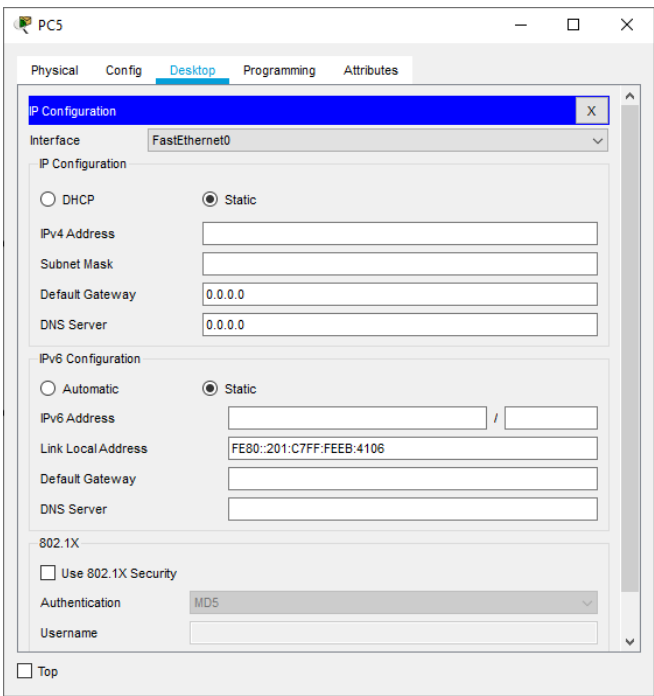 PC5
Physical Config Desktop Programming Attributes
IP Configuration X
Interface FastEthernet0
IP Configuration
DHCP Static
IPv4 Address
Subnet Mask
Default Gateway 0.0.0.0
DNS Server 0.0.0.0
IPv6 Configuration
Automatic Static
IPv6 Address /
Link Local Address FE80::201:C7FF:FEEB:4106
Default Gateway
DNS Server
802.1X
Use 802.1X Security
Authentication MD5
Username
Top